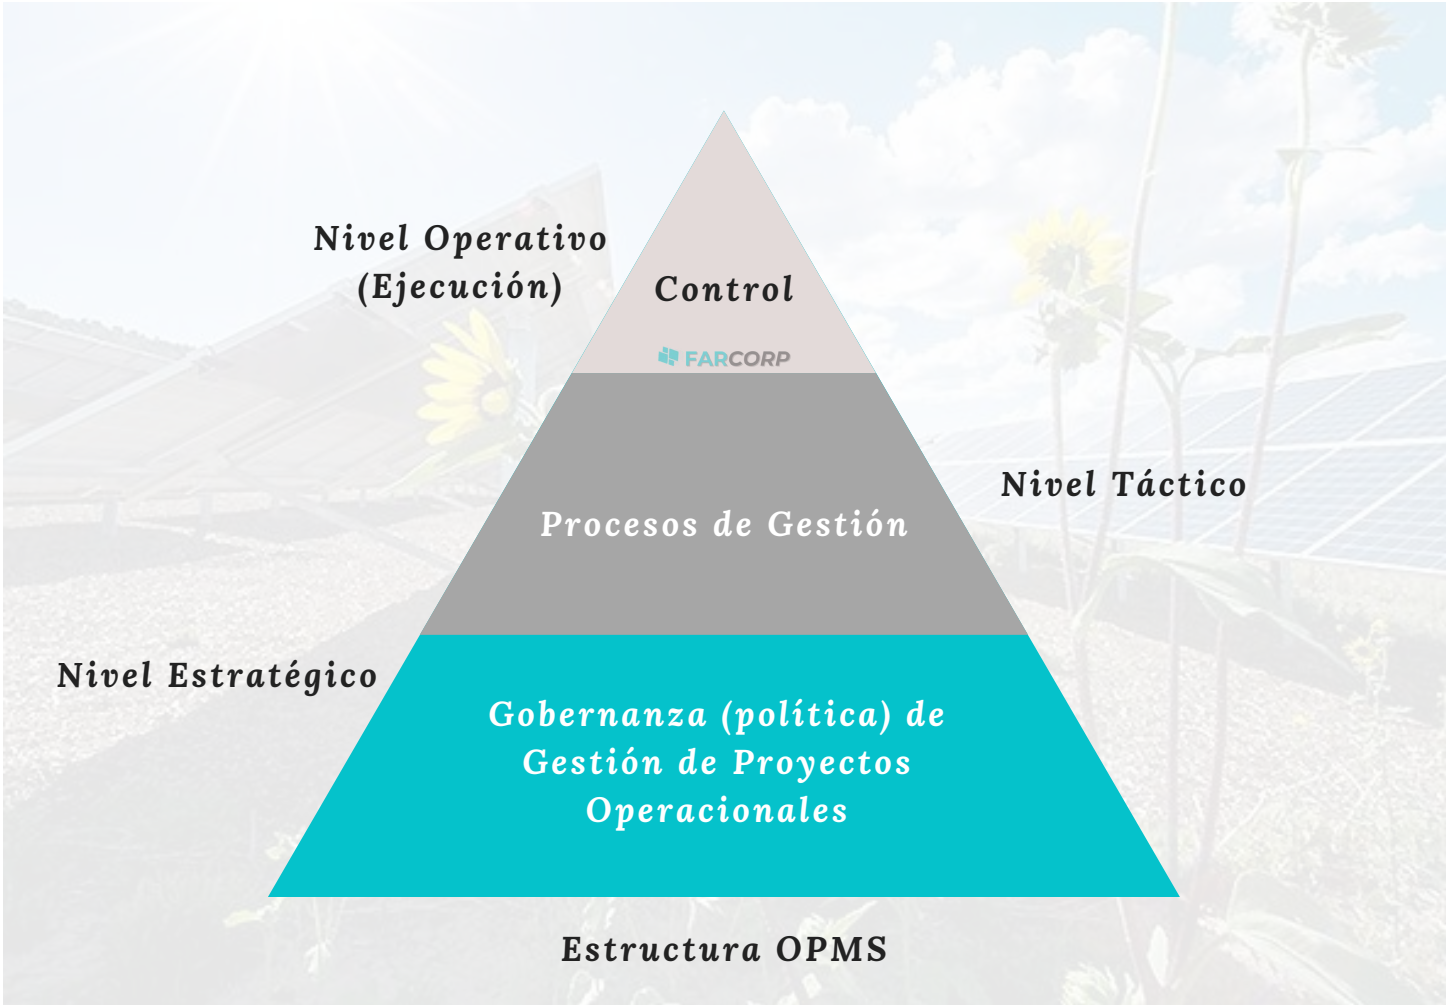 Nivel Operativo
(Ejecución)
Control
FARCORP
Nivel Táctico
Procesos de Gestión
Nivel Estratégico
Gobernanza (política) de
Gestión de Proyectos
Operacionales
Estructura OPMS